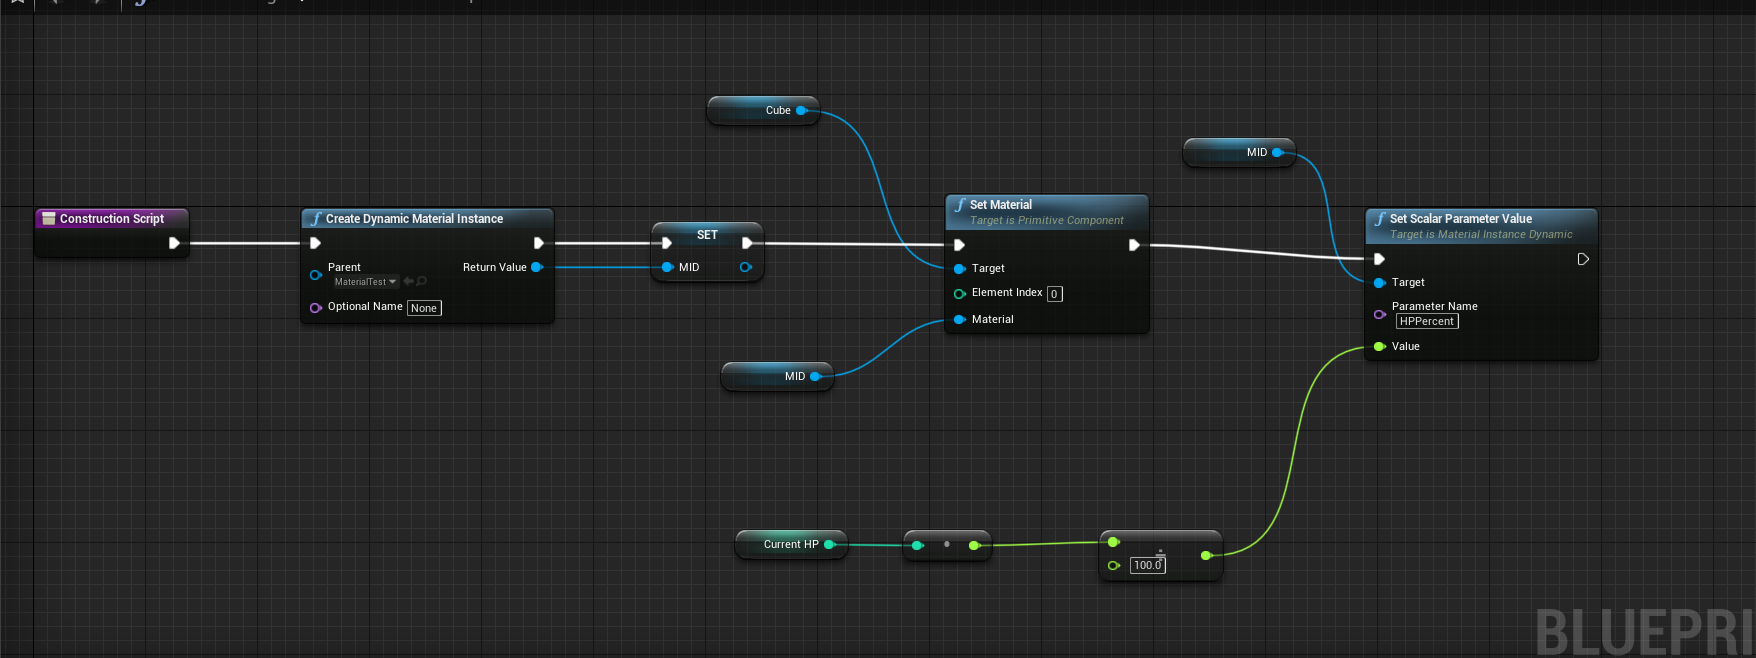 Cube
MID
Construction Script
Create Dynamic Material Instance
Parent
MaterialTest
Return Value
Optional Name None
SET
MID
Set Material
Target is Primitive Component
Target
Element Index 0
Material
Set Scalar Parameter Value
Target is Material Instance Dynamic
Target
Parameter Name
HPPercent
Value
MID
Current HP
÷
100.0
BLUEPRI